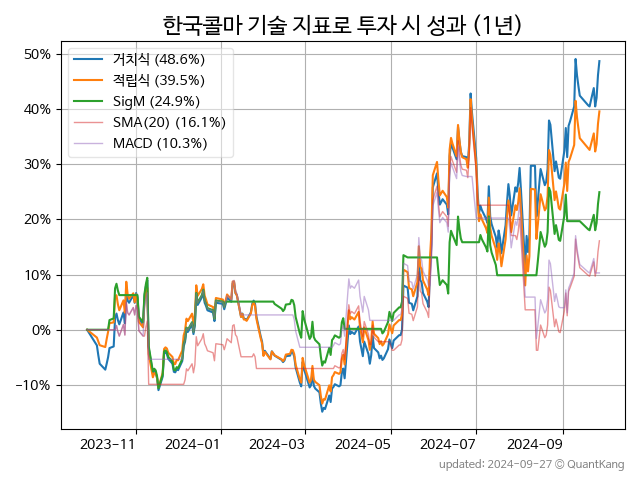 한국콜마 기술 지표로 투자 시 성과 (1년)
거치식 (48.6%)
적립식 (39.5%)
SigM (24.9%)
SMA(20) (16.1%)
MACD (10.3%)
50%
40%
30%
20%
10%
0%
−10%
2023-11
2024-01
2024-03
2024-05
2024-07
2024-09
updated: 2024-09-27 @ QuantKang